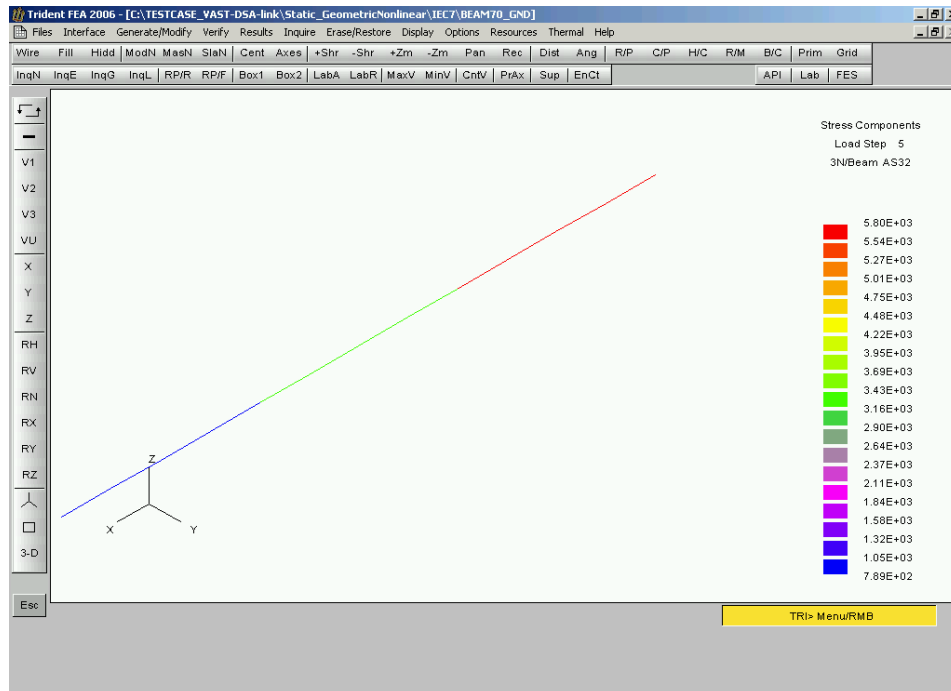 Trident FEA 2006 - [C:\TESTCASE_VAST-DSA-link\Static_GeometricNonlinear\IEC7\BEAM70_GND]
Files Interface Generate/Modify Verify Results Inquire Erase/Restore Display Options Resources Thermal Help
Wire Fill Hidd ModN MasN SlaN Cent Axes +Shr -Shr +Zm -Zm Pan Rec Dist Ang R/P C/P H/C R/M B/C Prim Grid
InqN InqE InqG InqL RP/R RP/F Box1 Box2 LabA LabR MaxV MinV CntV PrAx Sup EnCt API Lab FES
V1
V2
V3
VU
X
Y
Z
RH
RV
RN
RX
RY
RZ
3-D
Esc
Z
X Y
Stress Components
Load Step 5
3N/Beam AS32
5.80E+03
5.54E+03
5.27E+03
5.01E+03
4.75E+03
4.48E+03
4.22E+03
3.95E+03
3.69E+03
3.43E+03
3.16E+03
2.90E+03
2.64E+03
2.37E+03
2.11E+03
1.84E+03
1.58E+03
1.32E+03
1.05E+03
7.89E+02
TRI> Menu/RMB